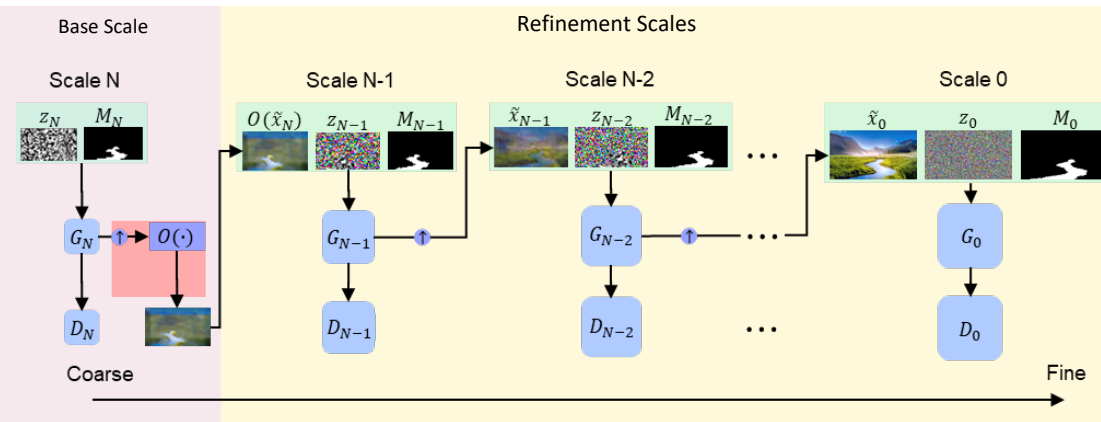 Base Scale
Refinement Scales
Scale N
Scale N-1
Scale N-2
Scale 0
z_N M_N
O(x̃_N) z_{N-1} M_{N-1}
x̃_{N-1} z_{N-2} M_{N-2}
x̃_0 z_0 M_0
...
G_N ↑ O(·)
G_{N-1} ↑
G_{N-2} ↑ ...
G_0
D_N
D_{N-1}
D_{N-2} ...
D_0
Coarse
Fine